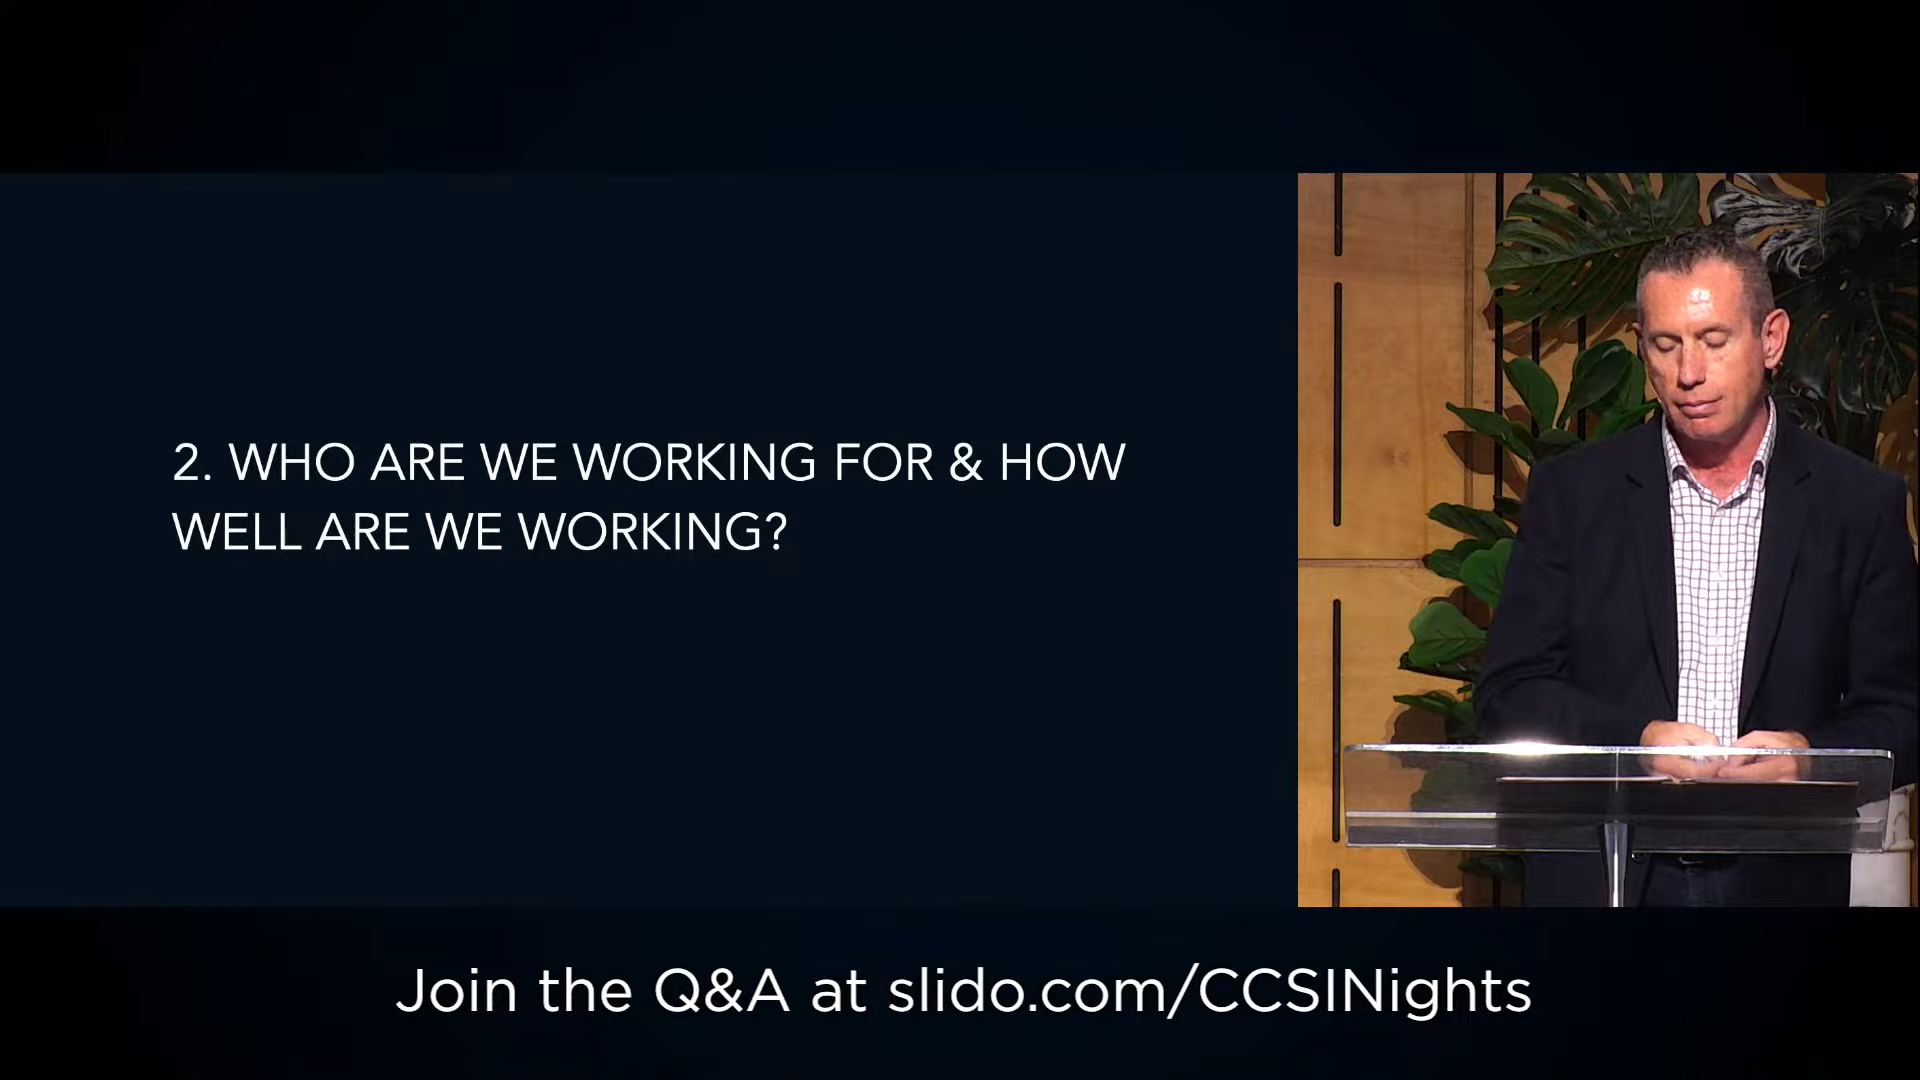 2. WHO ARE WE WORKING FOR & HOW
WELL ARE WE WORKING?
Join the Q&A at slido.com/CCSINights